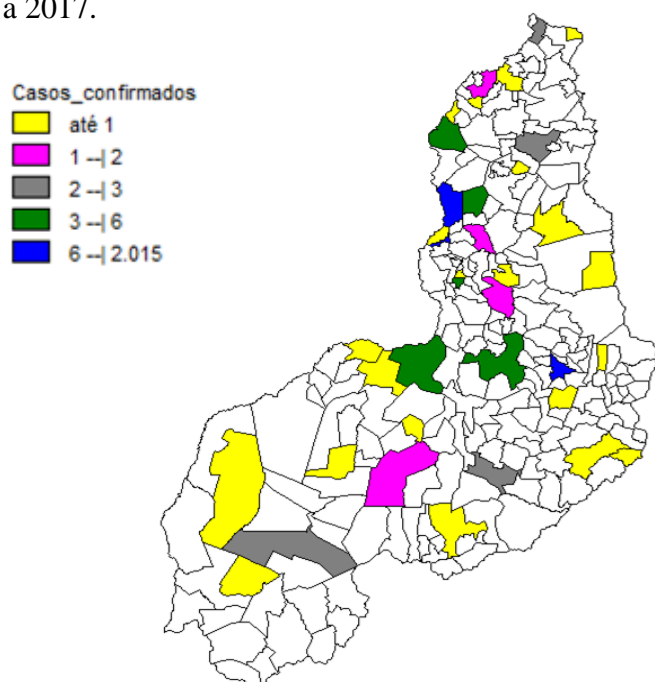 a 2017.
Casos_confirmados
até 1
1 --| 2
2 --| 3
3 --| 6
6 --| 2.015